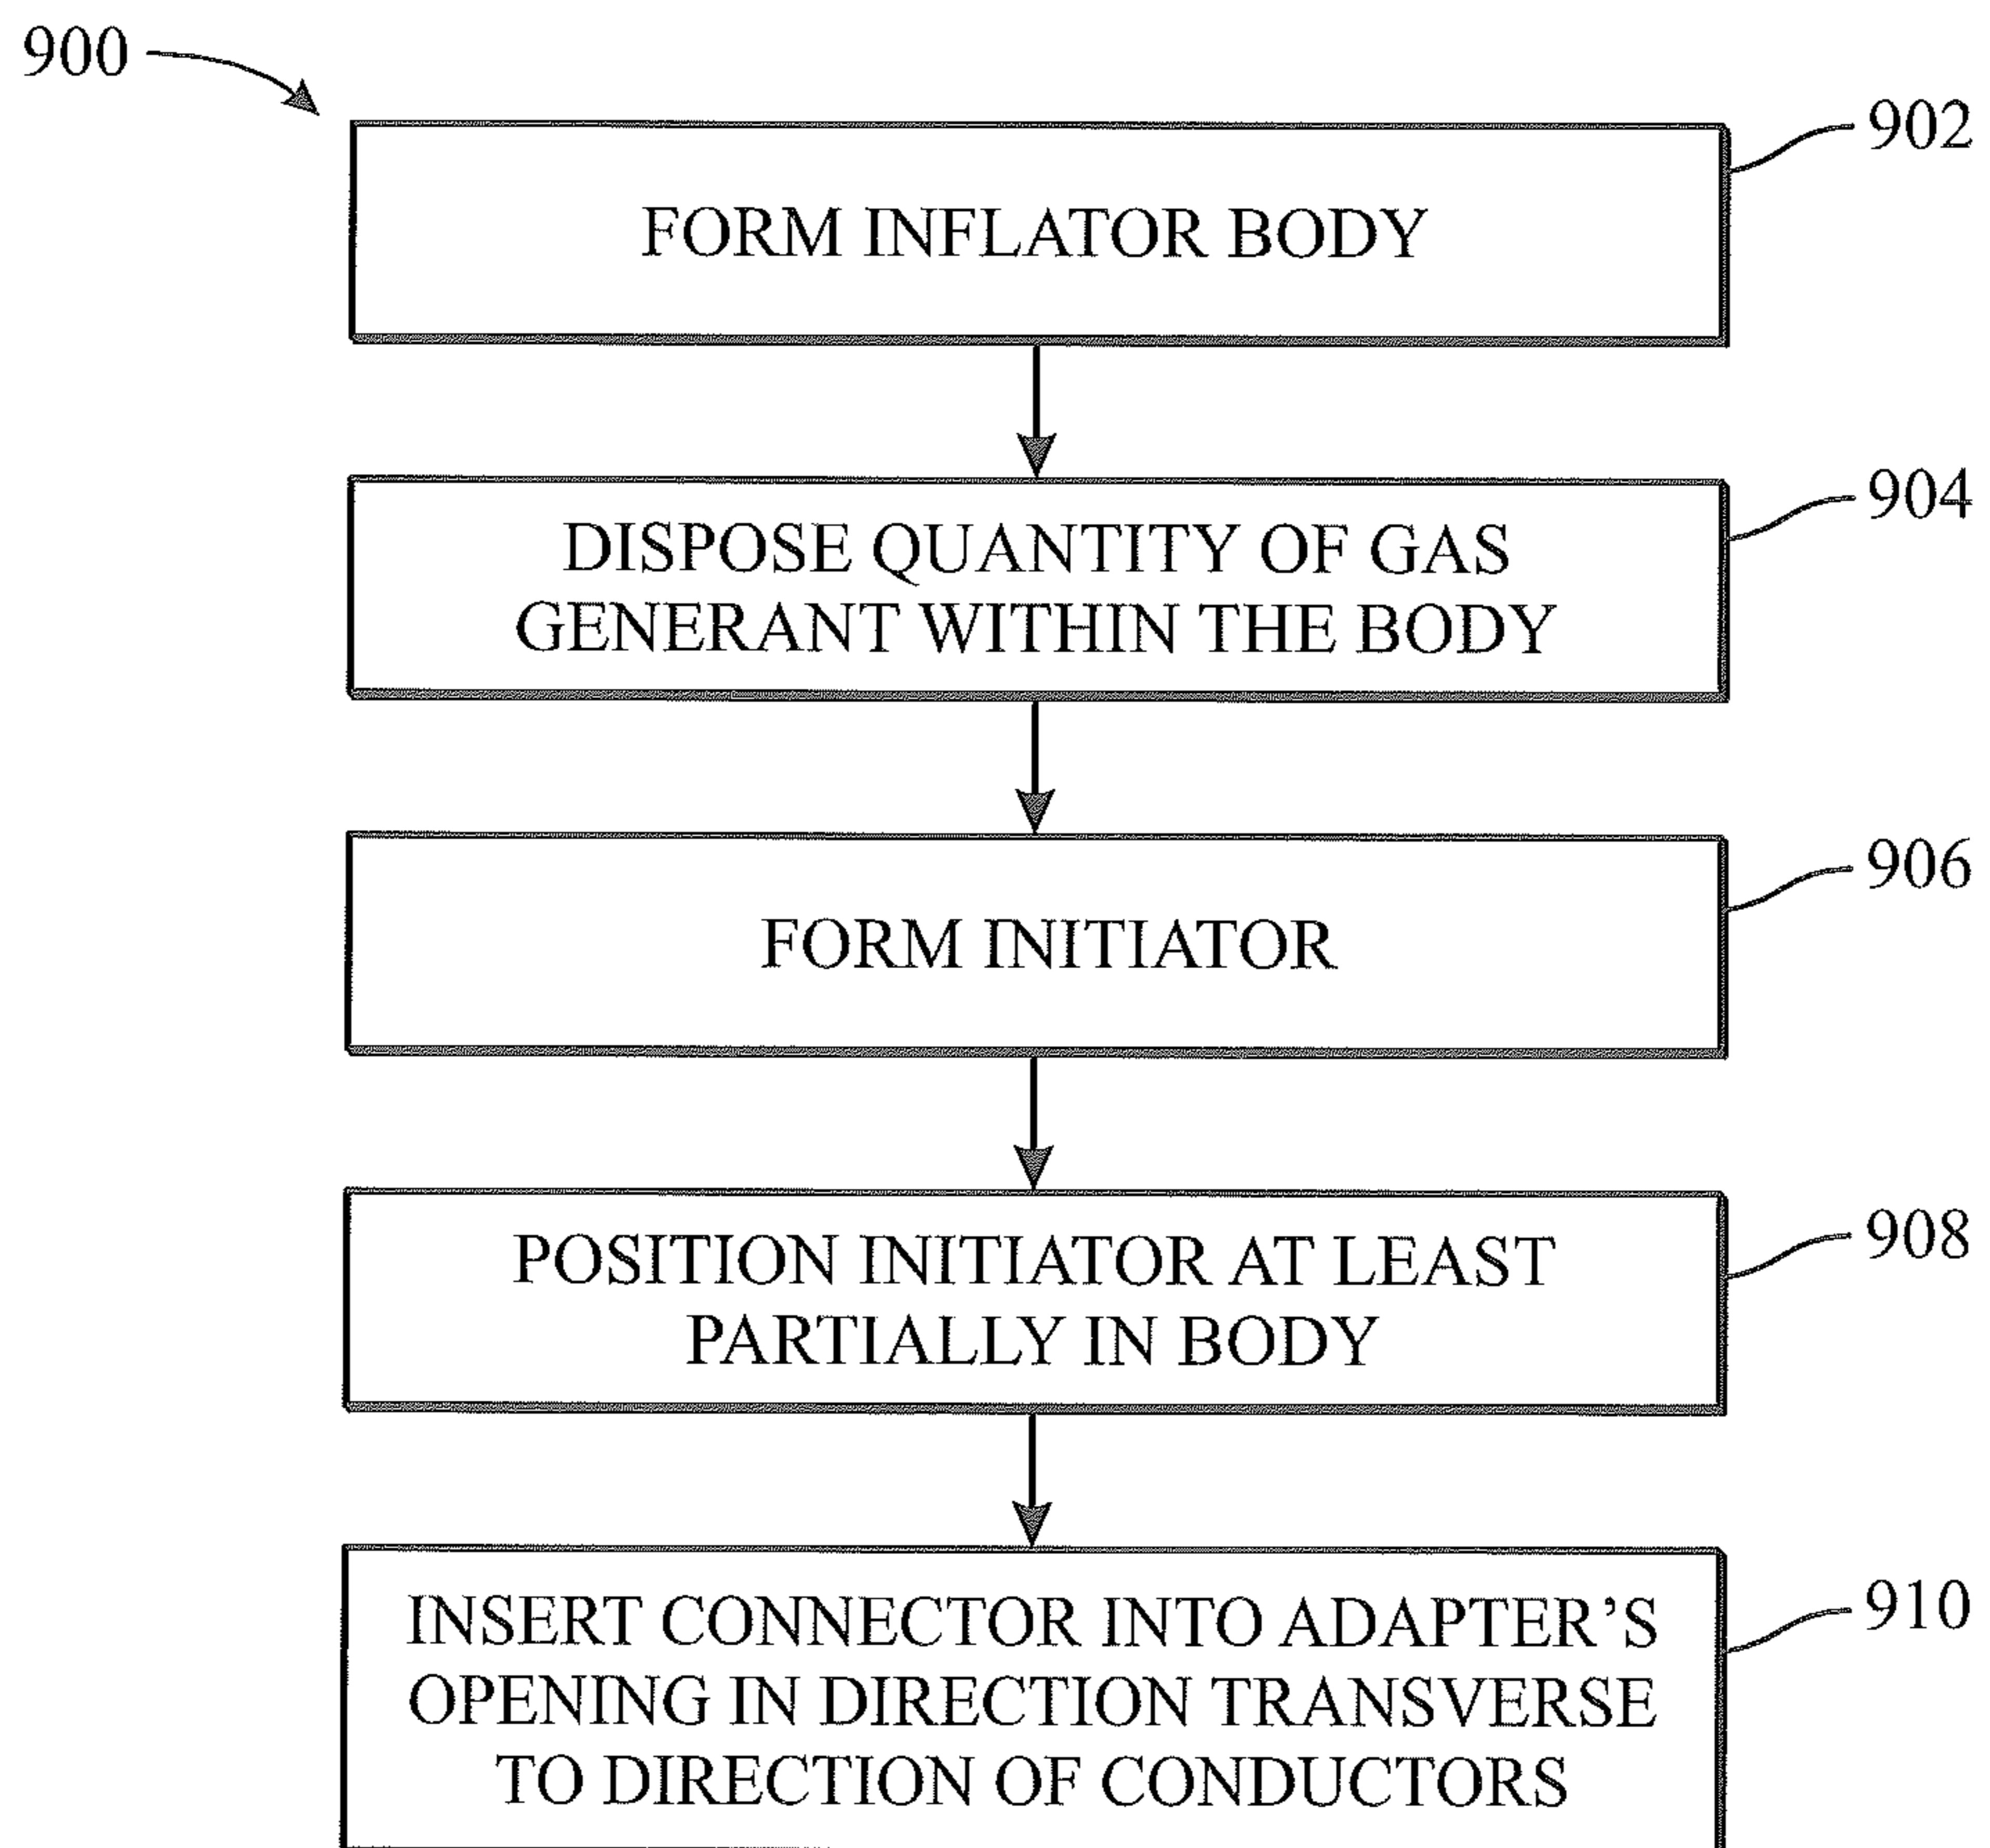 900
902
FORM INFLATOR BODY
904
DISPOSE QUANTITY OF GAS
GENERANT WITHIN THE BODY
906
FORM INITIATOR
908
POSITION INITIATOR AT LEAST
PARTIALLY IN BODY
910
INSERT CONNECTOR INTO ADAPTER’S
OPENING IN DIRECTION TRANSVERSE
TO DIRECTION OF CONDUCTORS